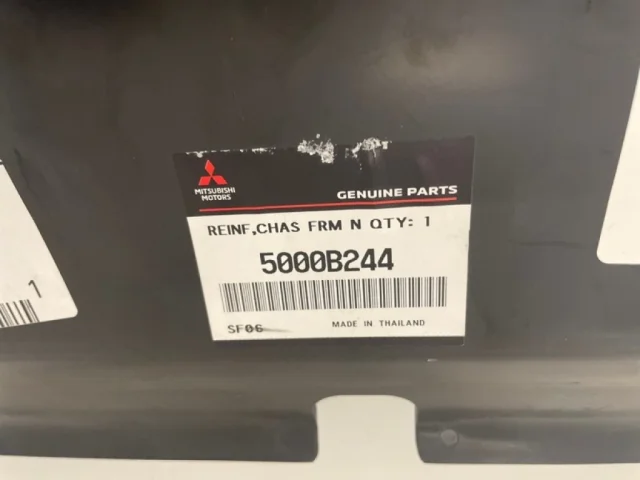 MITSUBISHI
MOTORS
GENUINE PARTS
REINF,CHAS FRM N QTY: 1
5000B244
SF06
MADE IN THAILAND
1